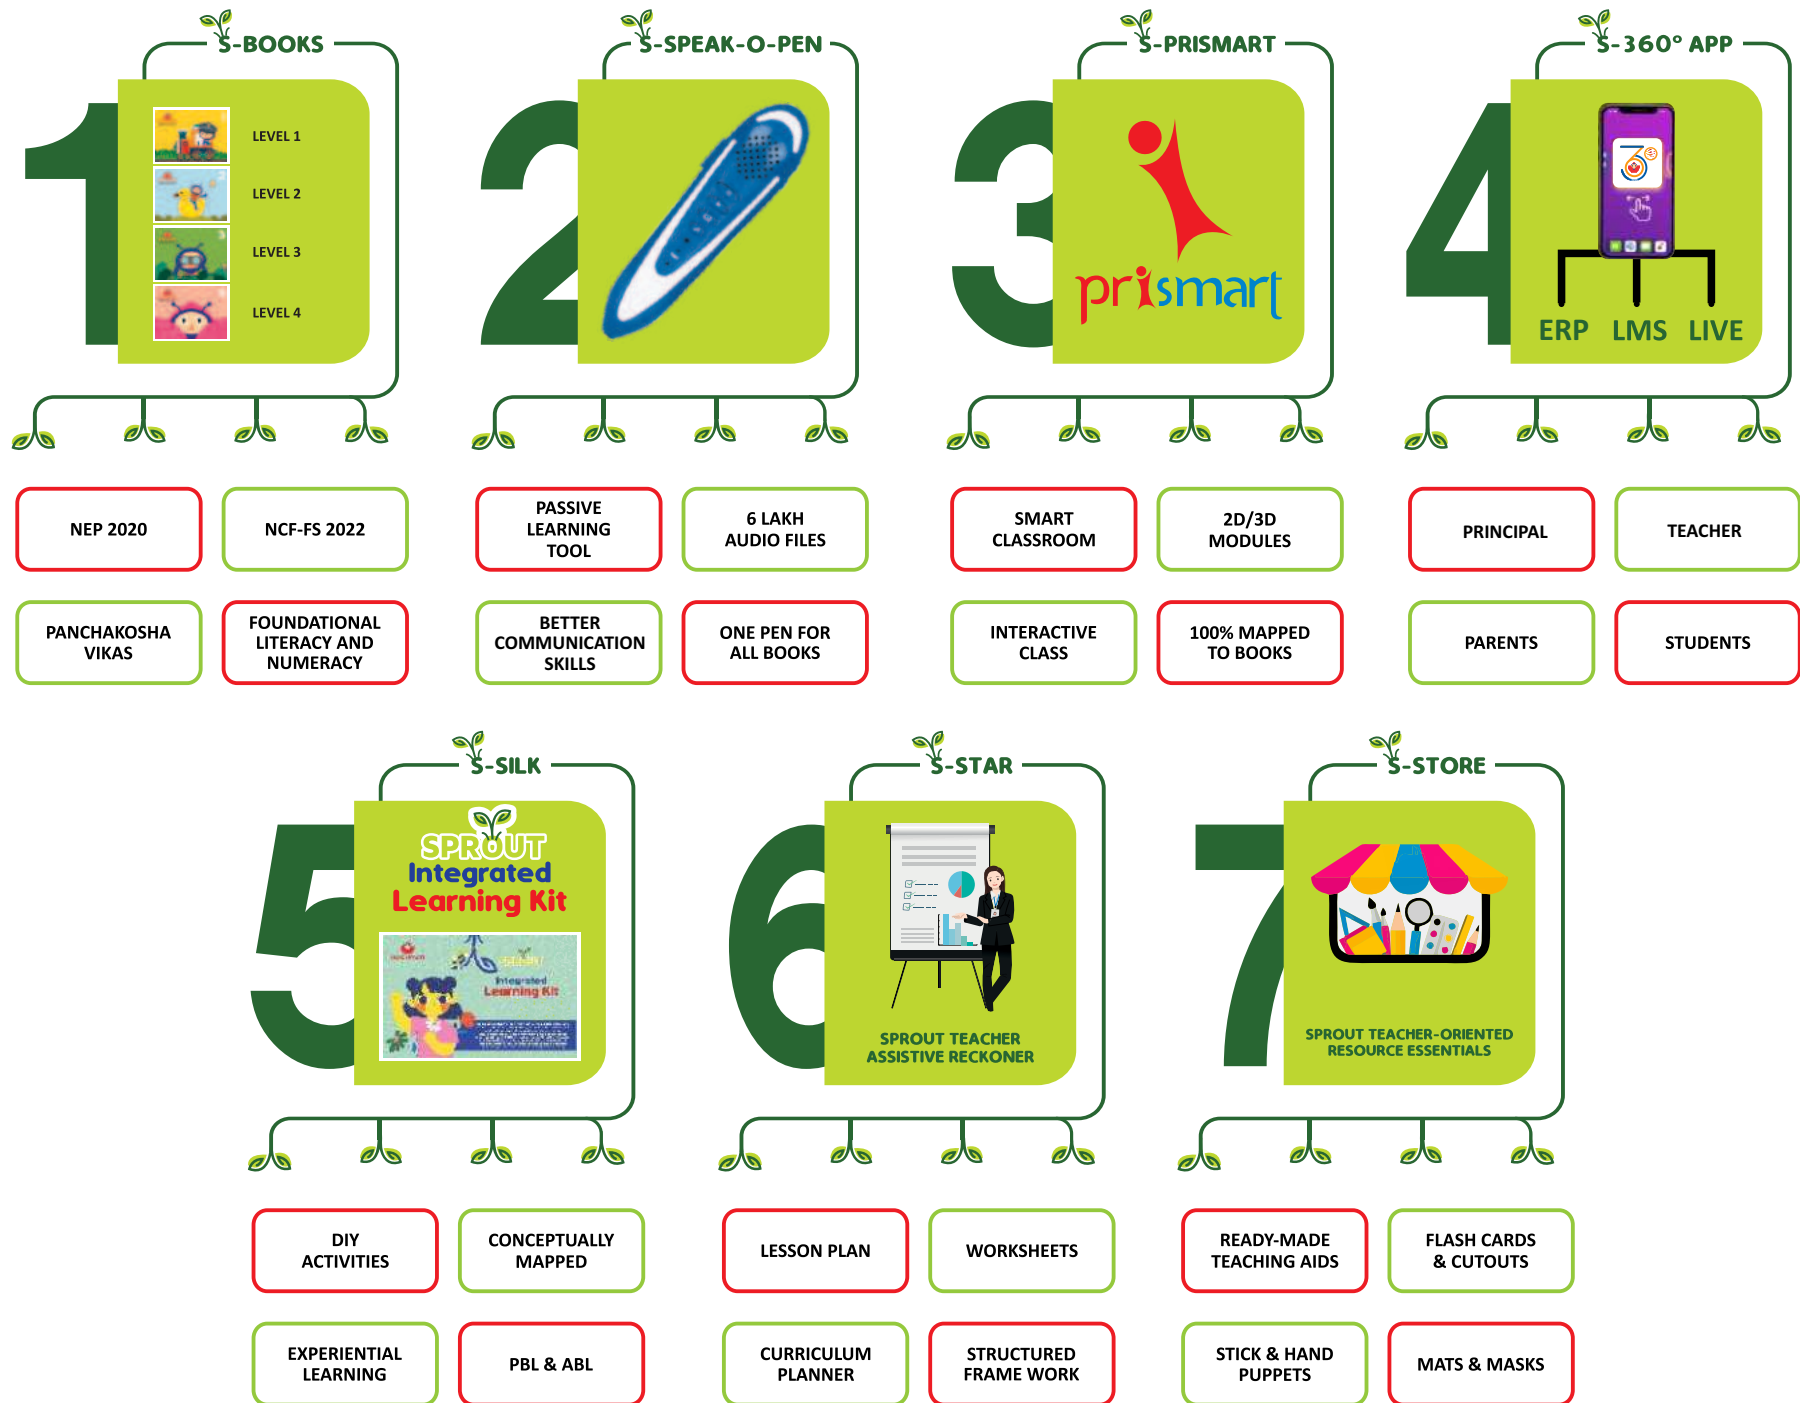 S-BOOKS
1
LEVEL 1
LEVEL 2
LEVEL 3
LEVEL 4
NEP 2020
NCF-FS 2022
PANCHAKOSHA
VIKAS
FOUNDATIONAL
LITERACY AND
NUMERACY
S-SPEAK-O-PEN
2
PASSIVE
LEARNING
TOOL
6 LAKH
AUDIO FILES
BETTER
COMMUNICATION
SKILLS
ONE PEN FOR
ALL BOOKS
S-PRISMART
3
prismart
SMART
CLASSROOM
2D/3D
MODULES
INTERACTIVE
CLASS
100% MAPPED
TO BOOKS
S-360° APP
4
ERP LMS LIVE
PRINCIPAL
TEACHER
PARENTS
STUDENTS
S-SILK
5
SPROUT
Integrated
Learning Kit
Integrated
Learning Kit
DIY
ACTIVITIES
CONCEPTUALLY
MAPPED
EXPERIENTIAL
LEARNING
PBL & ABL
S-STAR
6
SPROUT TEACHER
ASSISTIVE RECKONER
LESSON PLAN
WORKSHEETS
CURRICULUM
PLANNER
STRUCTURED
FRAME WORK
S-STORE
7
SPROUT TEACHER-ORIENTED
RESOURCE ESSENTIALS
READY-MADE
TEACHING AIDS
FLASH CARDS
& CUTOUTS
STICK & HAND
PUPPETS
MATS & MASKS